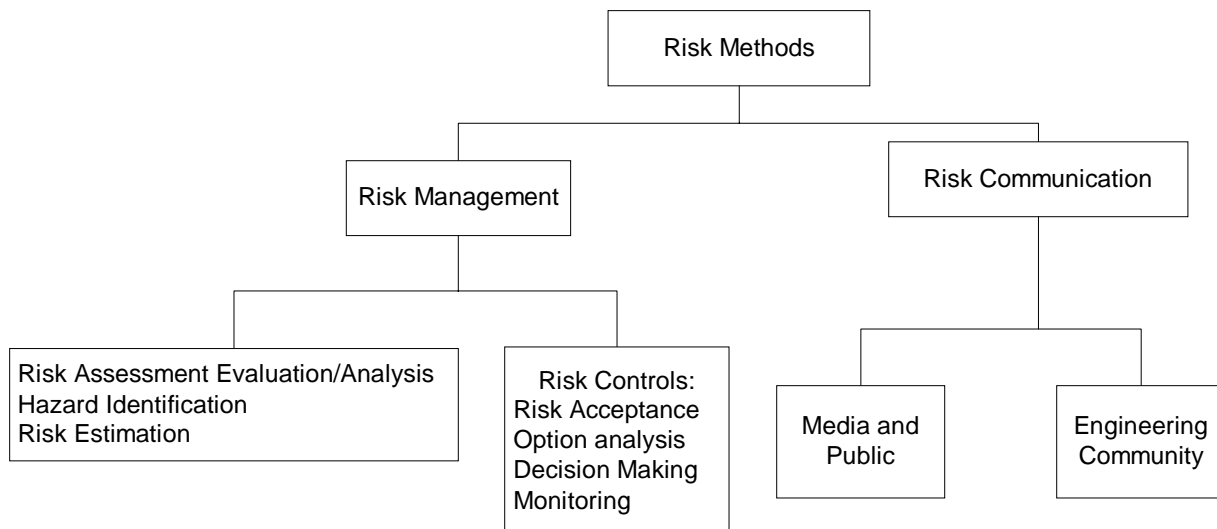 Risk Methods
Risk Management
Risk Communication
Risk Assessment Evaluation/Analysis
Hazard Identification
Risk Estimation
Risk Controls:
Risk Acceptance
Option analysis
Decision Making
Monitoring
Media and
Public
Engineering
Community